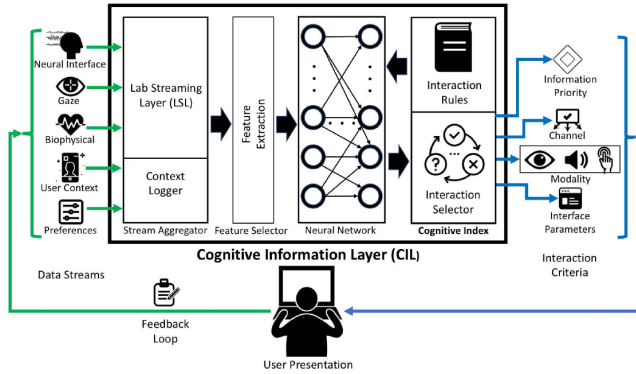 Neural Interface
Gaze
Biophysical
User Context
Preferences
Data Streams
Lab Streaming
Layer (LSL)
Context
Logger
Stream Aggregator
Feature
Extraction
Feature Selector
Neural Network
Interaction
Rules
?
Interaction
Selector
Cognitive Index
Cognitive Information Layer (CIL)
Information
Priority
Channel
Modality
Interface
Parameters
Interaction
Criteria
Feedback
Loop
User Presentation